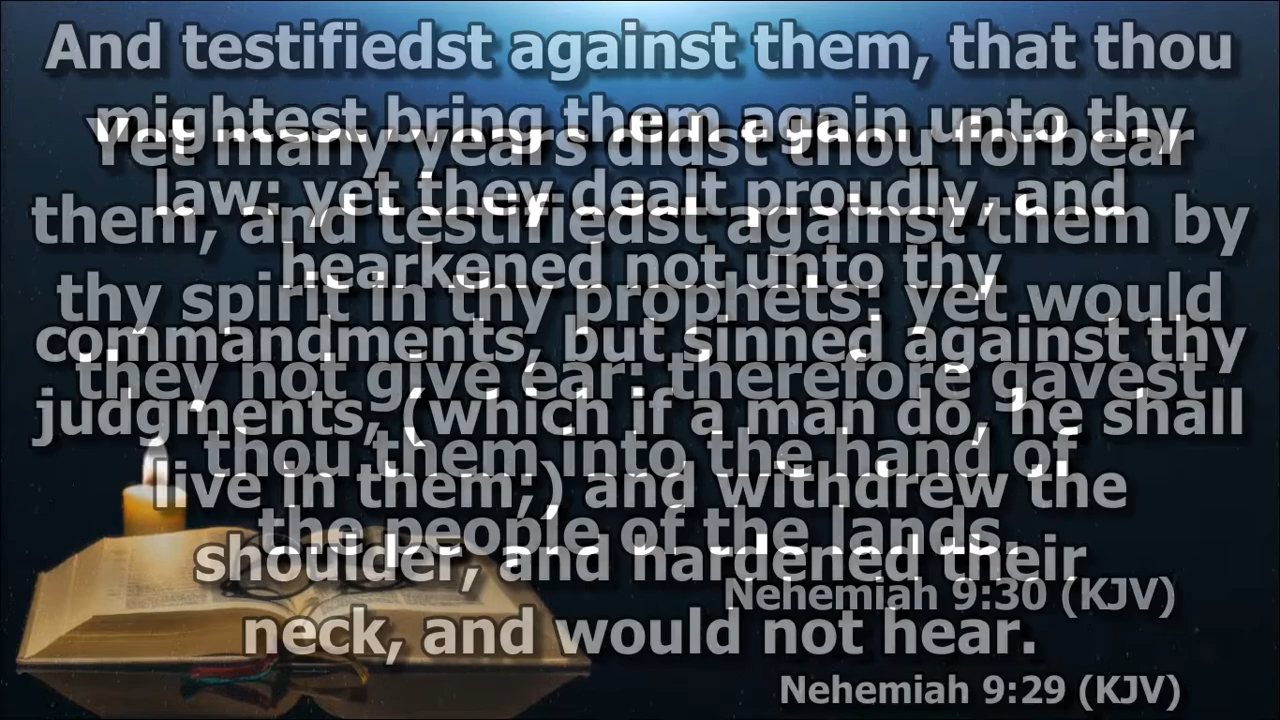 And testifiedst against them, that thou
mightest bring them again unto thy
law: yet they dealt proudly, and
hearkened not unto thy
commandments, but sinned against thy
judgments, (which if a man do, he shall
live in them;) and withdrew the
shoulder, and hardened their
neck, and would not hear.
Nehemiah 9:29 (KJV)
Yet many years didst thou forbear
them, and testifiedst against them by
thy spirit in thy prophets: yet would
they not give ear: therefore gavest
thou them into the hand of
the people of the lands.
Nehemiah 9:30 (KJV)